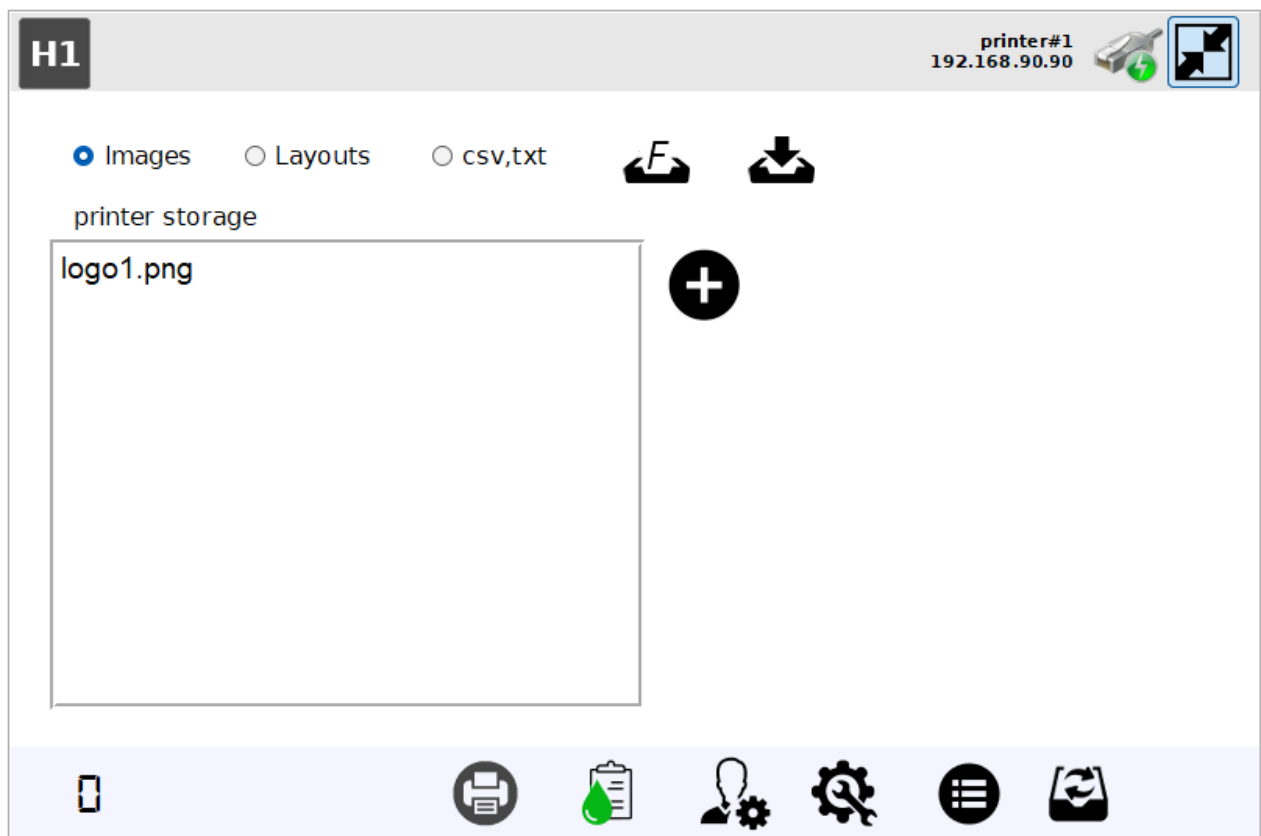 H1
printer#1
192.168.90.90
Images Layouts csv,txt F
printer storage
logo1.png
0